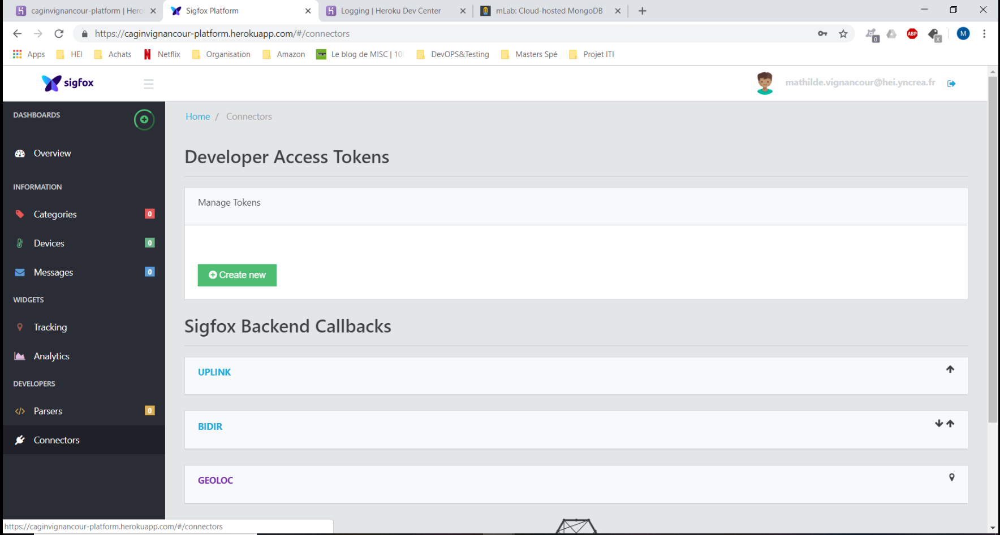 caginvignancour-platform | Hero
Sigfox Platform
Logging | Heroku Dev Center
mLab: Cloud-hosted MongoDB
https://caginvignancour-platform.herokuapp.com/#/connectors
0
ABP
x
M
Apps
HEI
Achats
Netflix
Organisation
Amazon
Le blog de MISC | 10
DevOPS&Testing
Masters Spé
Projet ITI
sigfox
mathilde.vignancour@hei.yncrea.fr
DASHBOARDS
Overview
INFORMATION
Categories 0
Devices 0
Messages 0
WIDGETS
Tracking
Analytics
DEVELOPERS
Parsers 0
Connectors
Home / Connectors
Developer Access Tokens
Manage Tokens
Create new
Sigfox Backend Callbacks
UPLINK
BIDIR
GEOLOC
https://caginvignancour-platform.herokuapp.com/#/connectors